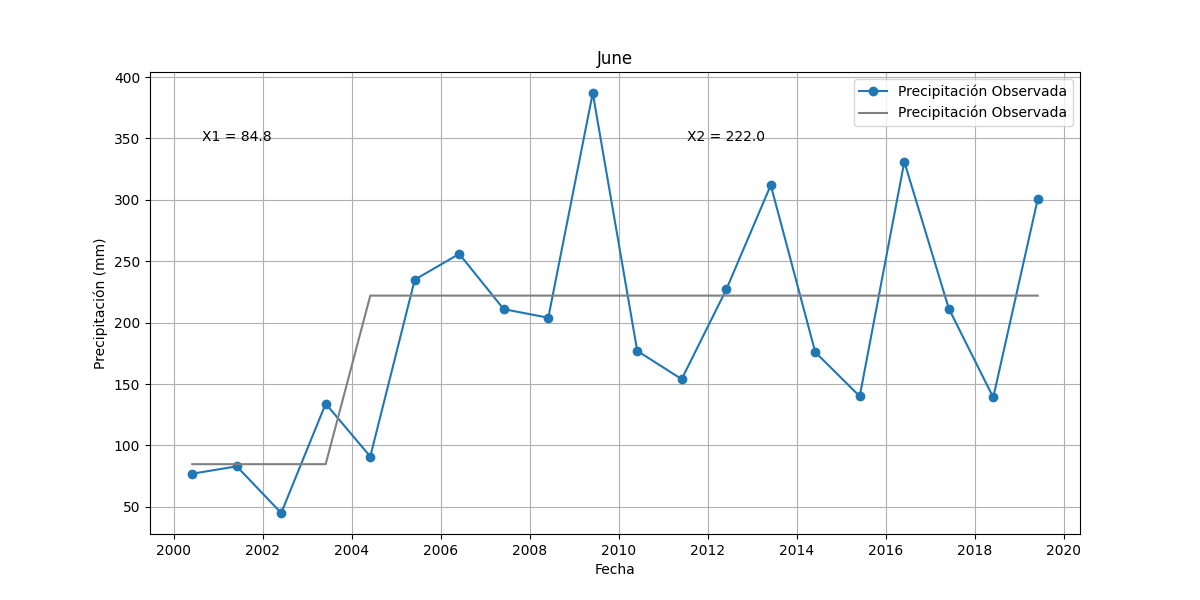 June
Precipitación Observada
Precipitación Observada
X1 = 84.8
X2 = 222.0
Precipitación (mm)
400
350
300
250
200
150
100
50
2000 2002 2004 2006 2008 2010 2012 2014 2016 2018 2020
Fecha